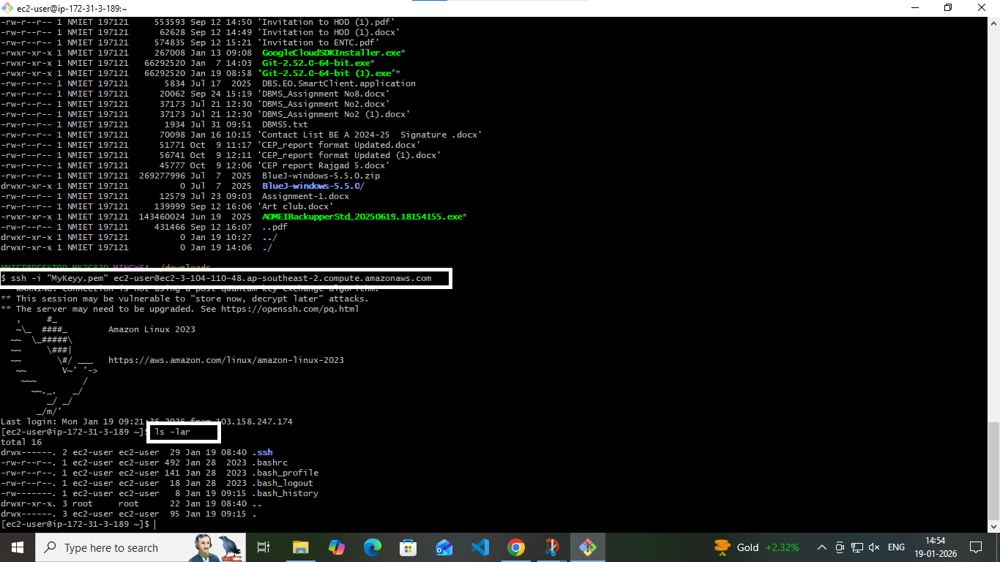 ec2-user@ip-172-31-3-189:~
-rw-r--r-- 1 NMIET 197121    553593 Sep 12 14:50 'Invitation to HOD (1).pdf'
-rw-r--r-- 1 NMIET 197121     62628 Sep 12 14:49 'Invitation to HOD (1).docx'
-rw-r--r-- 1 NMIET 197121    574835 Sep 12 15:21 'Invitation to ENTC.pdf'
-rwxr-xr-x 1 NMIET 197121    267008 Jan 13 09:08  GoogleCloudSDKInstaller.exe*
-rwxr-xr-x 1 NMIET 197121  66292520 Jan  7 14:03  Git-2.52.0-64-bit.exe*
-rwxr-xr-x 1 NMIET 197121  66292520 Jan 19 08:58 'Git-2.52.0-64-bit (1).exe'*
-rw-r--r-- 1 NMIET 197121      5834 Jul 17  2025  DBS.EO.SmartClient.application
-rw-r--r-- 1 NMIET 197121     20062 Sep 24 15:19 'DBMS_Assignment No8.docx'
-rw-r--r-- 1 NMIET 197121     37173 Jul 21 12:30 'DBMS_Assignment No2.docx'
-rw-r--r-- 1 NMIET 197121     37173 Jul 21 12:30 'DBMS_Assignment No2 (1).docx'
-rw-r--r-- 1 NMIET 197121      1934 Jul 31 09:51  DBMS5.txt
-rw-r--r-- 1 NMIET 197121     70098 Jan 16 10:15 'Contact List BE A 2024-25  Signature .docx'
-rw-r--r-- 1 NMIET 197121     51771 Oct  9 11:17 'CEP_report format Updated.docx'
-rw-r--r-- 1 NMIET 197121     56741 Oct  9 12:11 'CEP_report format Updated (1).docx'
-rw-r--r-- 1 NMIET 197121     45777 Oct  9 12:06 'CEP report Rajgad 5.docx'
-rw-r--r-- 1 NMIET 197121 269277996 Jul  7  2025  BlueJ-windows-5.5.0.zip
drwxr-xr-x 1 NMIET 197121         0 Jul  7  2025  BlueJ-windows-5.5.0/
-rw-r--r-- 1 NMIET 197121     12579 Jul 23 09:03  Assignment-1.docx
-rw-r--r-- 1 NMIET 197121    139999 Sep 12 16:06 'Art club.docx'
-rwxr-xr-x 1 NMIET 197121 143460024 Jun 19  2025  AOMEIBackupperStd_20250619.18154155.exe*
-rw-r--r-- 1 NMIET 197121    431466 Sep 12 16:07  ..pdf
drwxr-xr-x 1 NMIET 197121         0 Jan 19 10:27  ../
drwxr-xr-x 1 NMIET 197121         0 Jan 19 14:06  ./
$ ssh -i "MyKeyy.pem" ec2-user@ec2-3-104-110-48.ap-southeast-2.compute.amazonaws.com
WARNING: connection is not using a post-quantum key exchange algorithm.
** This session may be vulnerable to "store now, decrypt later" attacks.
** The server may need to be upgraded. See https://openssh.com/pq.html
   ,     #_
   ~\_  ####_        Amazon Linux 2023
  ~~  \_#####\
  ~~     \###|
  ~~       \#/ ___   https://aws.amazon.com/linux/amazon-linux-2023
   ~~       V~' '->
    ~~~         /
      ~~._.   _/
         _/ _/
       _/m/'
Last login: Mon Jan 19 09:21:36 2026 from 103.158.247.174
[ec2-user@ip-172-31-3-189 ~]$ ls -lar
total 16
drwx------. 2 ec2-user ec2-user  29 Jan 19 08:40 .ssh
-rw-r--r--. 1 ec2-user ec2-user 492 Jan 28  2023 .bashrc
-rw-r--r--. 1 ec2-user ec2-user 141 Jan 28  2023 .bash_profile
-rw-r--r--. 1 ec2-user ec2-user  18 Jan 28  2023 .bash_logout
-rw-------. 1 ec2-user ec2-user   8 Jan 19 09:15 .bash_history
drwxr-xr-x. 3 root     root      22 Jan 19 08:40 ..
drwx------. 3 ec2-user ec2-user  95 Jan 19 09:15 .
[ec2-user@ip-172-31-3-189 ~]$
Type here to search
Gold +2.32%
ENG
14:54
19-01-2026